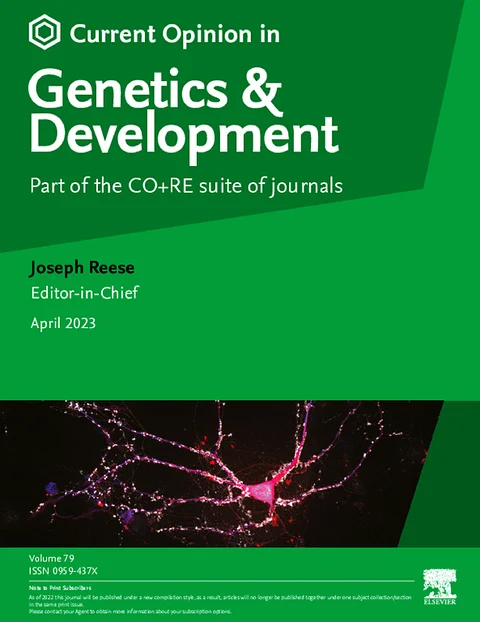 Current Opinion in
Genetics &
Development
Part of the CO+RE suite of journals
Joseph Reese
Editor-in-Chief
April 2023
Volume 79
ISSN 0959-437X
Note to Print Subscribers
As of 2022 this journal will be published under a new compilation style, as a result, articles will no longer be published together under one subject collection/section
in the same print issue.
Please contact your Agent to obtain more information about your subscription options.
ELSEVIER